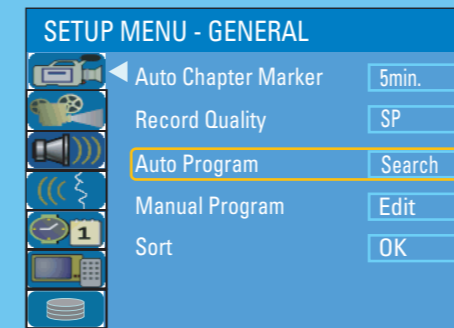 SETUP MENU - GENERAL
Auto Chapter Marker 5min.
Record Quality SP
Auto Program Search
Manual Program Edit
Sort OK
1